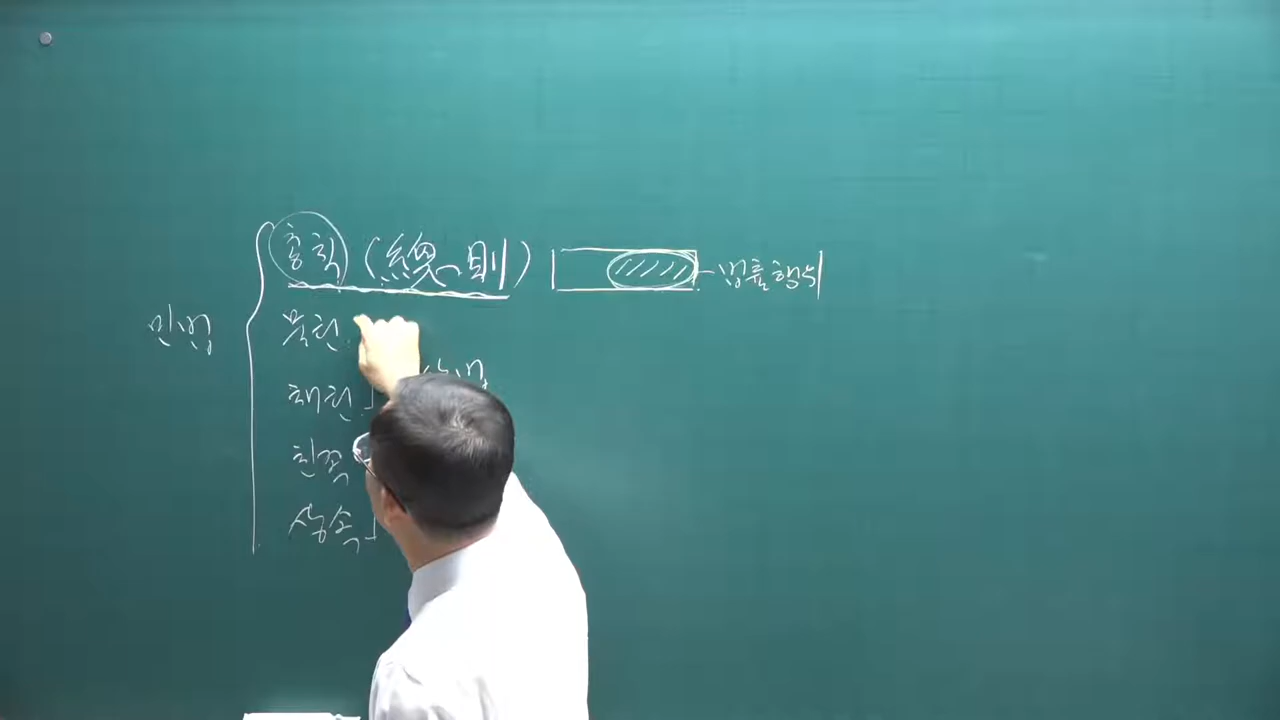 총칙 (總則) 법률행위
민법
물권
채권
친족
상속